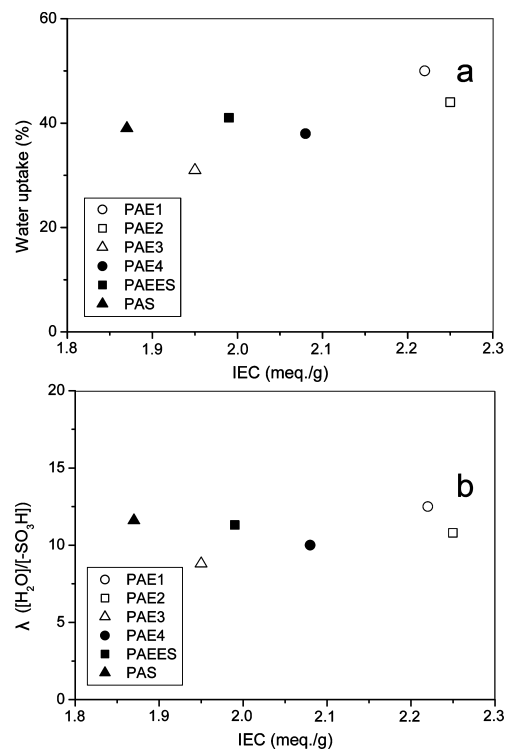 60
40
20
0
Water uptake (%)
a
PAE1
PAE2
PAE3
PAE4
PAEES
PAS
1.8 1.9 2.0 2.1 2.2 2.3
IEC (meq./g)
20
15
10
5
0
λ ([H₂O]/[-SO₃H])
b
PAE1
PAE2
PAE3
PAE4
PAEES
PAS
1.8 1.9 2.0 2.1 2.2 2.3
IEC (meq./g)